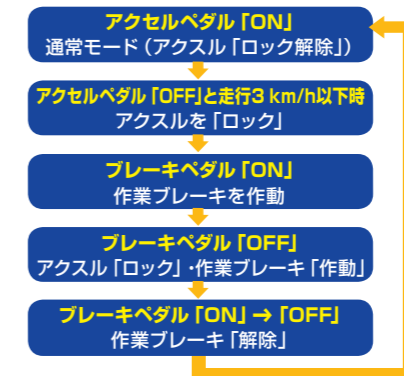 アクセルペダル「ON」
通常モード（アクスル「ロック解除」）
アクセルペダル「OFF」と走行3 km/h以下時
アクスルを「ロック」
ブレーキペダル「ON」
作業ブレーキを作動
ブレーキペダル「OFF」
アクスル「ロック」・作業ブレーキ「作動」
ブレーキペダル「ON」→「OFF」
作業ブレーキ「解除」